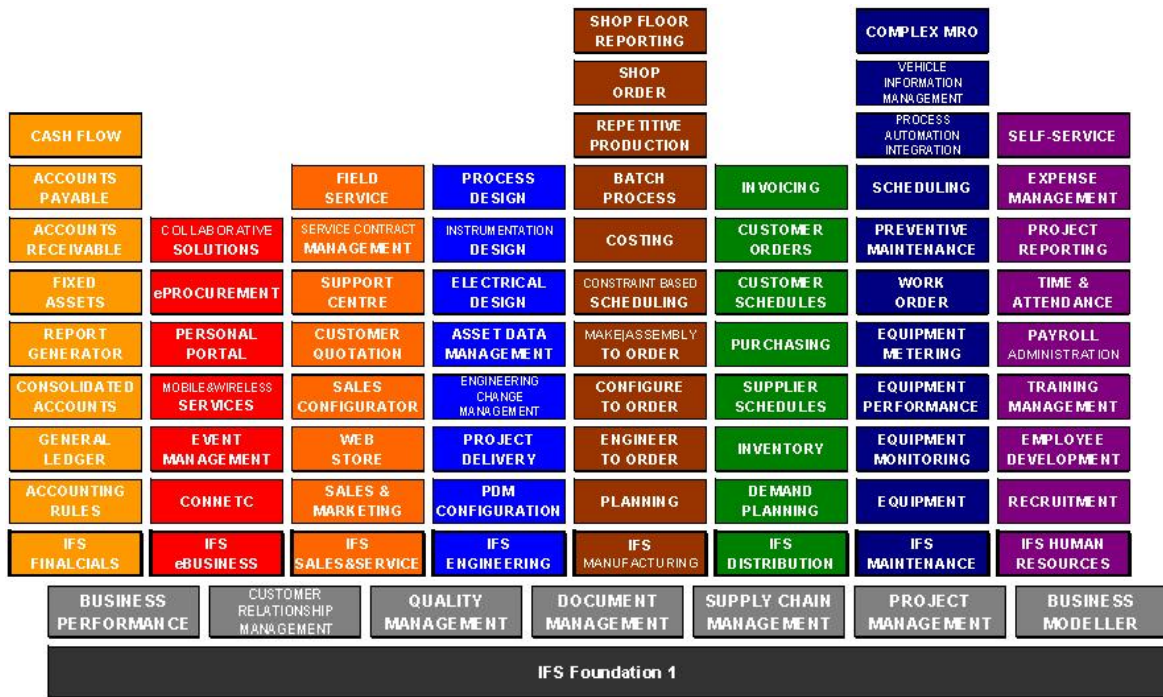 SHOP FLOOR
REPORTING
COMPLEX MRO
SHOP
ORDER
VEHICLE
INFORMATION
MANAGEMENT
CASH FLOW
REPETITIVE
PRODUCTION
PROCESS
AUTOMATION
INTEGRATION
SELF-SERVICE
ACCOUNTS
PAYABLE
FIELD
SERVICE
PROCESS
DESIGN
BATCH
PROCESS
INVOICING
SCHEDULING
EXPENSE
MANAGEMENT
ACCOUNTS
RECEIVABLE
COLLABORATIVE
SOLUTIONS
SERVICE CONTRACT
MANAGEMENT
INSTRUMENTATION
DESIGN
COSTING
CUSTOMER
ORDERS
PREVENTIVE
MAINTENANCE
PROJECT
REPORTING
FIXED
ASSETS
ePROCUREMENT
SUPPORT
CENTRE
ELECTRICAL
DESIGN
CONSTRAINT BASED
SCHEDULING
CUSTOMER
SCHEDULES
WORK
ORDER
TIME &
ATTENDANCE
REPORT
GENERATOR
PERSONAL
PORTAL
CUSTOMER
QUOTATION
ASSET DATA
MANAGEMENT
MAKE|ASSEMBLY
TO ORDER
PURCHASING
EQUIPMENT
METERING
PAYROLL
ADMINISTRATION
CONSOLIDATED
ACCOUNTS
MOBILE&WIRELESS
SERVICES
SALES
CONFIGURATOR
ENGINEERING
CHANGE
MANAGEMENT
CONFIGURE
TO ORDER
SUPPLIER
SCHEDULES
EQUIPMENT
PERFORMANCE
TRAINING
MANAGEMENT
GENERAL
LEDGER
EVENT
MANAGEMENT
WEB
STORE
PROJECT
DELIVERY
ENGINEER
TO ORDER
INVENTORY
EQUIPMENT
MONITORING
EMPLOYEE
DEVELOPMENT
ACCOUNTING
RULES
CONNETC
SALES &
MARKETING
PDM
CONFIGURATION
PLANNING
DEMAND
PLANNING
EQUIPMENT
RECRUITMENT
IFS
FINALCIALS
IFS
eBUSINESS
IFS
SALES&SERVICE
IFS
ENGINEERING
IFS
MANUFACTURING
IFS
DISTRIBUTION
IFS
MAINTENANCE
IFS HUMAN
RESOURCES
BUSINESS
PERFORMANCE
CUSTOMER
RELATIONSHIP
MANAGEMENT
QUALITY
MANAGEMENT
DOCUMENT
MANAGEMENT
SUPPLY CHAIN
MANAGEMENT
PROJECT
MANAGEMENT
BUSINESS
MODELLER
IFS Foundation 1